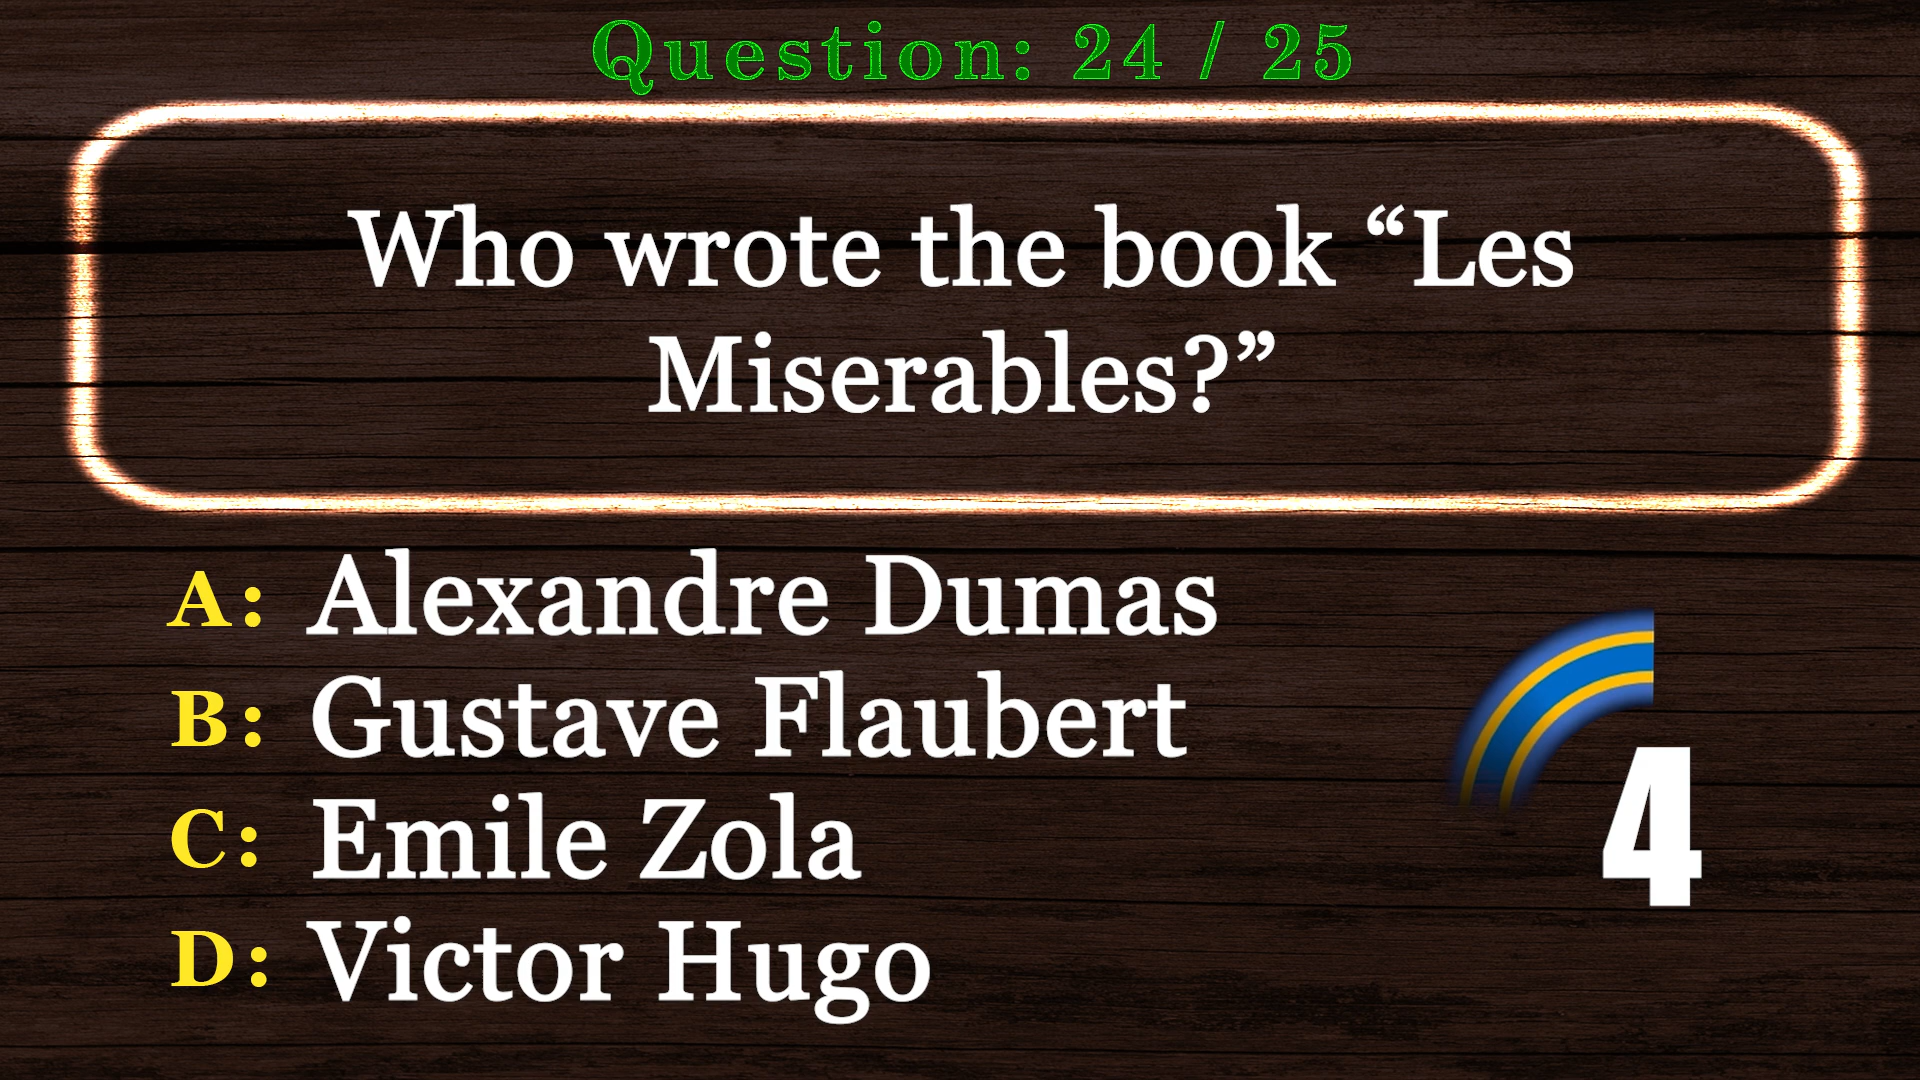 Question: 24 / 25
Who wrote the book “Les
Miserables?”
A: Alexandre Dumas
B: Gustave Flaubert
C: Emile Zola
D: Victor Hugo
4